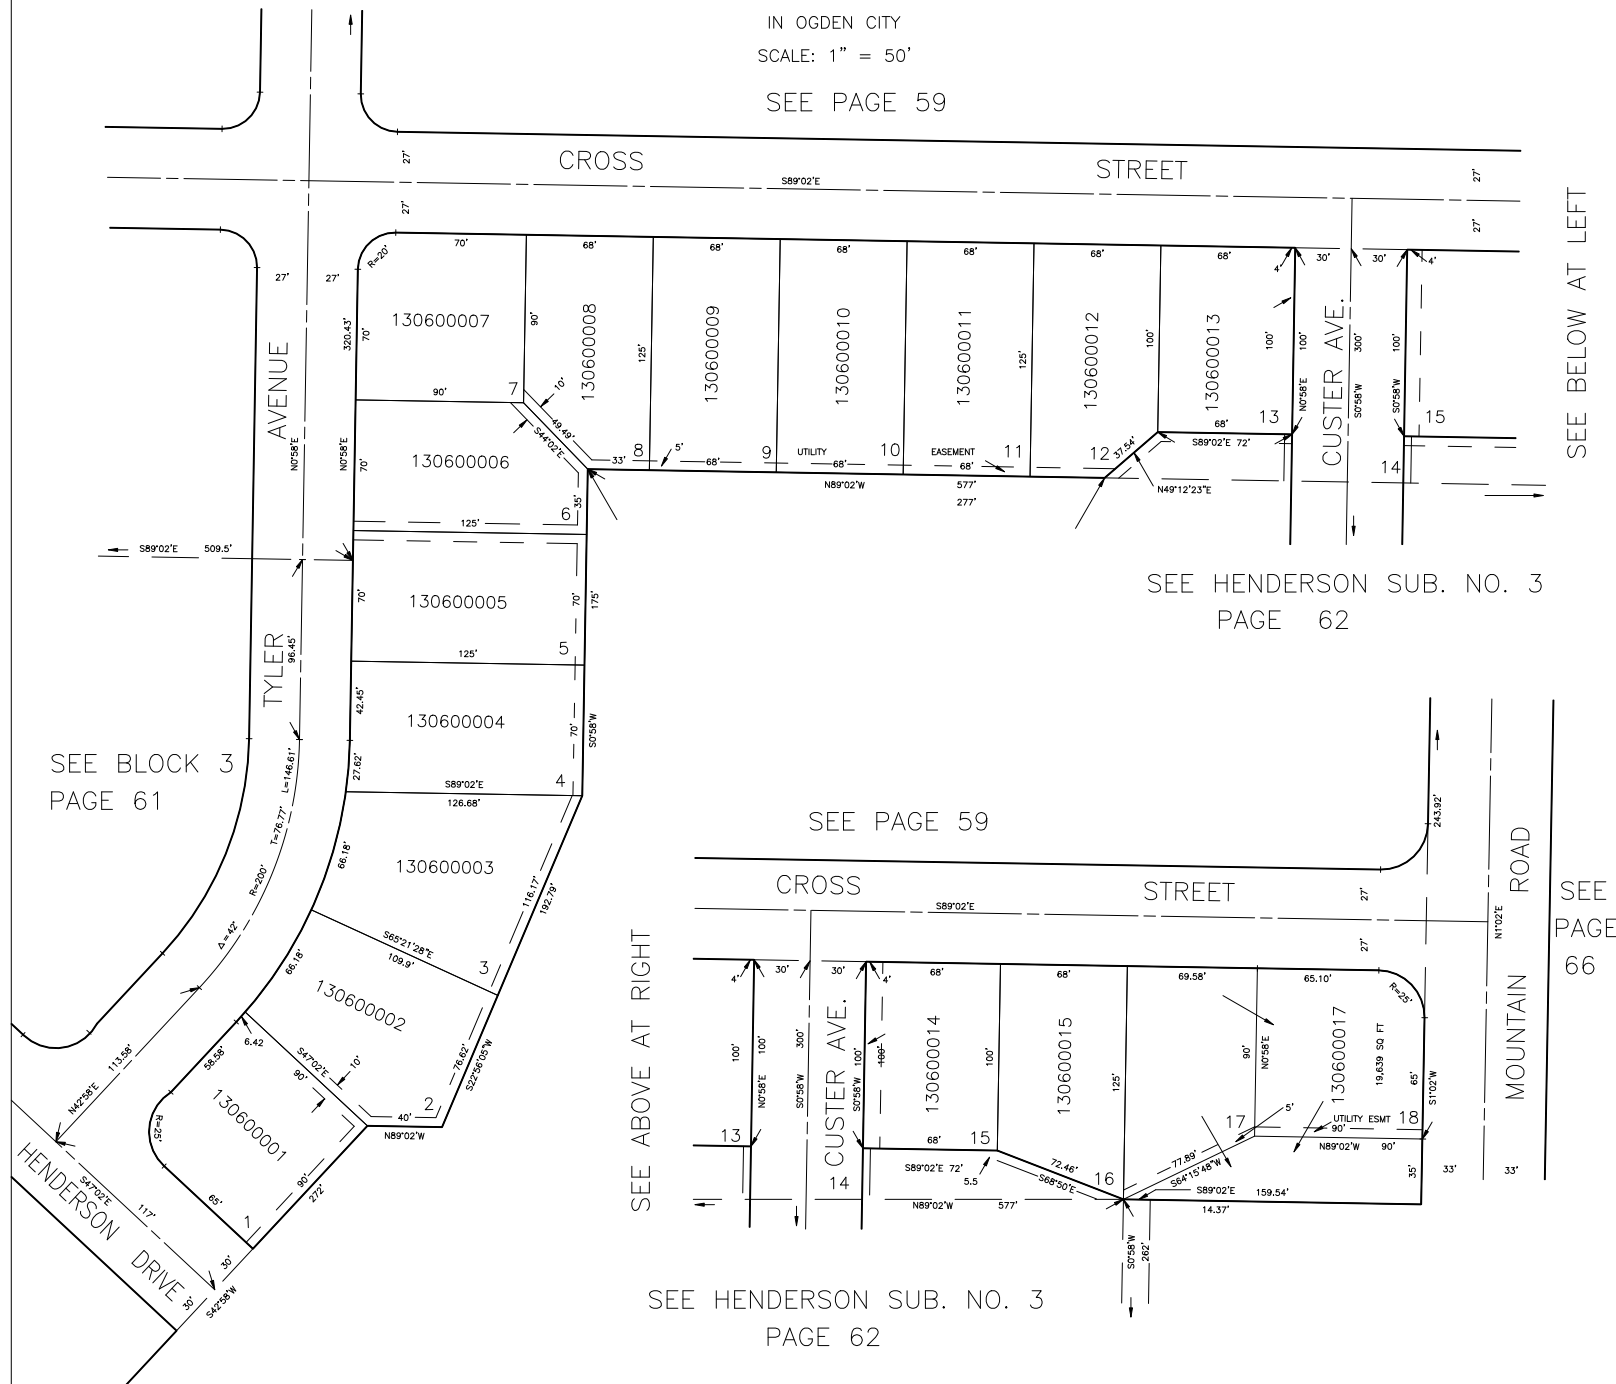 IN OGDEN CITY
SCALE: 1" = 50'
SEE PAGE 59
CROSS STREET
S89°02'E
27'
27'
27'
27'
SEE BELOW AT LEFT
R=20'
70'
68'
68'
68'
68'
68'
68'
4'
30'
30'
4'
27'
27'
AVENUE
N0°58'E
N0°58'E
320.43'
70'
130600007
90'
7
90'
130600008
125'
8
130600009
9
130600010
10
130600011
125'
11
130600012
100'
12
130600013
68'
13
100'
100'
N0°58'E
CUSTER AVE.
300'
S0°58'W
100'
S0°58'W
15
14
10'
49.49'
S44°02'E
33'
5'
68'
UTILITY
68'
EASEMENT
68'
37.54'
S89°02'E 72'
N49°12'23"E
N89°02'W
577'
277'
70'
130600006
35'
6
125'
S89°02'E 509.5'
70'
130600005
70'
175'
5
125'
TYLER
96.45'
42.45'
130600004
70'
S0°58'W
4
27.62'
S89°02'E
126.68'
SEE HENDERSON SUB. NO. 3
PAGE 62
SEE BLOCK 3
PAGE 61
L=146.61'
T=76.77'
R=200'
Δ=42'
66.18'
130600003
116.17'
192.79'
3
S65°21'28"E
109.9'
66.18'
130600002
76.62'
S22°56'05"W
2
40'
N89°02'W
6.42
S47°02'E
90'
10'
113.58'
N42°58'E
58.58'
R=25'
130600001
1
65'
90'
272'
S47°02'E
117'
HENDERSON DRIVE
30'
30'
S42°58'W
SEE PAGE 59
CROSS STREET
S89°02'E
27'
27'
243.92'
N1°02'E
MOUNTAIN ROAD
SEE
PAGE
66
SEE ABOVE AT RIGHT
4'
30'
30'
4'
68'
68'
69.58'
65.10'
R=25'
100'
100'
N0°58'E
13
300'
S0°58'W
CUSTER AVE.
100'
S0°58'W
100'
14
130600014
100'
68'
15
130600015
125'
16
90'
N0°58'E
17
130600017
19,639 SQ FT
65'
S1°02'W
18
5'
UTILITY ESMT
90'
N89°02'W 90'
35'
33'
33'
S89°02'E 72'
5.5
72.46'
S68°50'E
77.89'
S64°15'48"W
S89°02'E 159.54'
14.37'
N89°02'W 577'
S0°58'W
262'
SEE HENDERSON SUB. NO. 3
PAGE 62